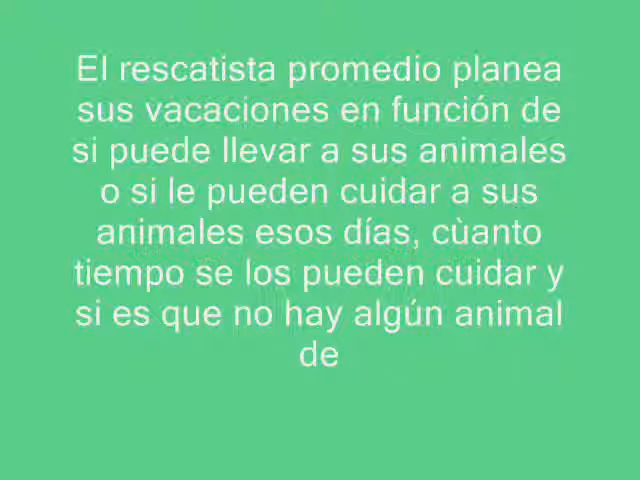 El rescatista promedio planea
sus vacaciones en función de
si puede llevar a sus animales
o si le pueden cuidar a sus
animales esos días, cùanto
tiempo se los pueden cuidar y
si es que no hay algún animal
de